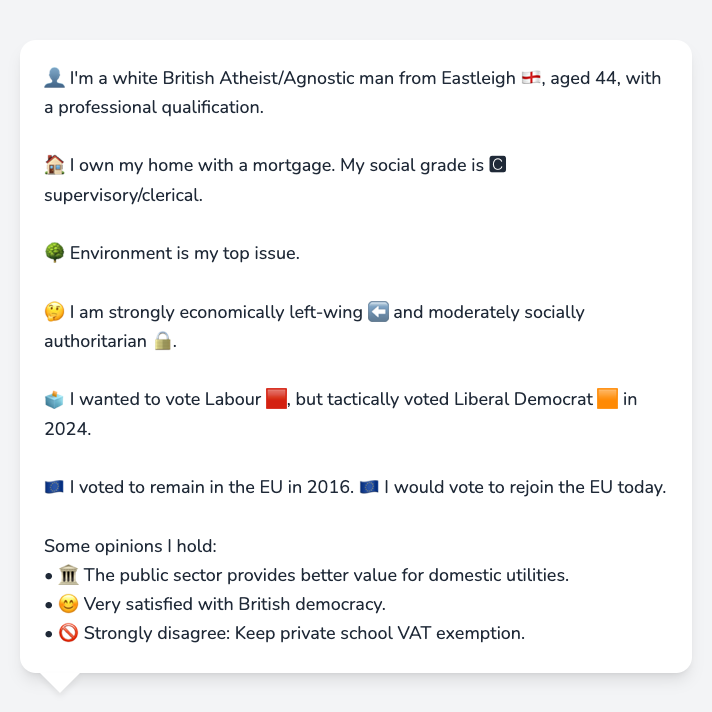 👤 I'm a white British Atheist/Agnostic man from Eastleigh 🏴󠁧󠁢󠁥󠁮󠁧󠁿, aged 44, with
a professional qualification.
🏠 I own my home with a mortgage. My social grade is 🅲
supervisory/clerical.
🌳 Environment is my top issue.
🤔 I am strongly economically left-wing ⬅️ and moderately socially
authoritarian 🔒.
🗳️ I wanted to vote Labour 🟥, but tactically voted Liberal Democrat 🟧 in
2024.
🇪🇺 I voted to remain in the EU in 2016. 🇪🇺 I would vote to rejoin the EU today.
Some opinions I hold:
• 🏛️ The public sector provides better value for domestic utilities.
• 😊 Very satisfied with British democracy.
• 🚫 Strongly disagree: Keep private school VAT exemption.